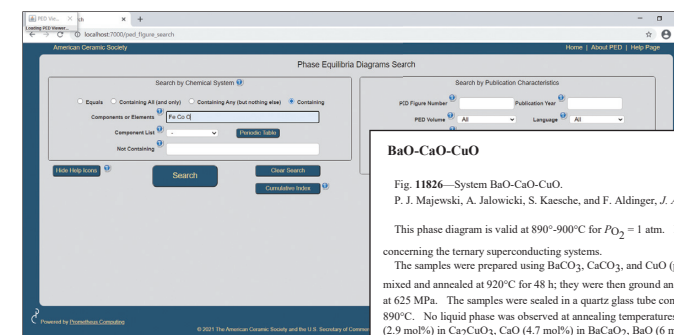 PED Vie...
Loading PED Viewer...
localhost:7000/ped_figure_search
American Ceramic Society
Home | About PED | Help Page
Phase Equilibria Diagrams Search
Search by Chemical System
Equals
Containing All (and only)
Containing Any (but nothing else)
Containing
Components or Elements
Fe Co O
Component List
-
Periodic Table
Not Containing
Hide Help Icons
Search
Clear Search
Cumulative Index
Search by Publication Characteristics
PED Figure Number
Publication Year
PED Volume
All
Language
All
Powered by Prometheus Computing
© 2021 The American Ceramic Society and the U.S. Secretary of Commer
BaO-CaO-CuO
Fig. 11826—System BaO-CaO-CuO.
P. J. Majewski, A. Jalowicki, S. Kaesche, and F. Aldinger, J. A
This phase diagram is valid at 890°-900°C for PO2 = 1 atm.
concerning the ternary superconducting systems.
The samples were prepared using BaCO3, CaCO3, and CuO (p
mixed and annealed at 920°C for 48 h; they were then ground an
at 625 MPa. The samples were sealed in a quartz glass tube con
890°C. No liquid phase was observed at annealing temperatures
(2.9 mol%) in Ca2CuO3, CaO (4.7 mol%) in BaCuO2, BaO (6 m